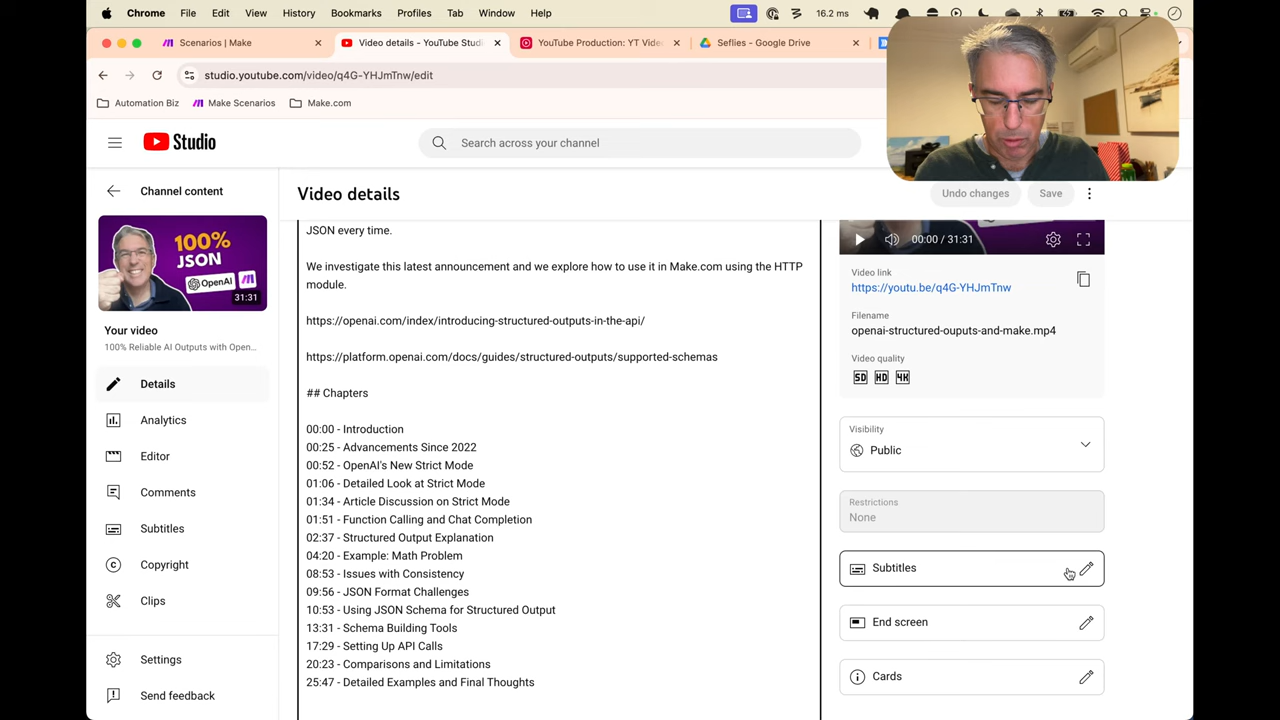 Chrome File Edit View History Bookmarks Profiles Tab Window Help 16.2 ms
Scenarios | Make
Video details - YouTube Studi
YouTube Production: YT Vide
Seflies - Google Drive
studio.youtube.com/video/q4G-YHJmTnw/edit
Automation Biz Make Scenarios Make.com
Studio
Search across your channel
Channel content
Video details
Undo changes Save
100%
JSON
OpenAI
31:31
Your video
100% Reliable AI Outputs with Open...
Details
Analytics
Editor
Comments
Subtitles
Copyright
Clips
Settings
Send feedback
JSON every time.
We investigate this latest announcement and we explore how to use it in Make.com using the HTTP
module.
https://openai.com/index/introducing-structured-outputs-in-the-api/
https://platform.openai.com/docs/guides/structured-outputs/supported-schemas
## Chapters
00:00 - Introduction
00:25 - Advancements Since 2022
00:52 - OpenAI's New Strict Mode
01:06 - Detailed Look at Strict Mode
01:34 - Article Discussion on Strict Mode
01:51 - Function Calling and Chat Completion
02:37 - Structured Output Explanation
04:20 - Example: Math Problem
08:53 - Issues with Consistency
09:56 - JSON Format Challenges
10:53 - Using JSON Schema for Structured Output
13:31 - Schema Building Tools
17:29 - Setting Up API Calls
20:23 - Comparisons and Limitations
25:47 - Detailed Examples and Final Thoughts
00:00 / 31:31
Video link
https://youtu.be/q4G-YHJmTnw
Filename
openai-structured-ouputs-and-make.mp4
Video quality
SD HD 4K
Visibility
Public
Restrictions
None
Subtitles
End screen
Cards